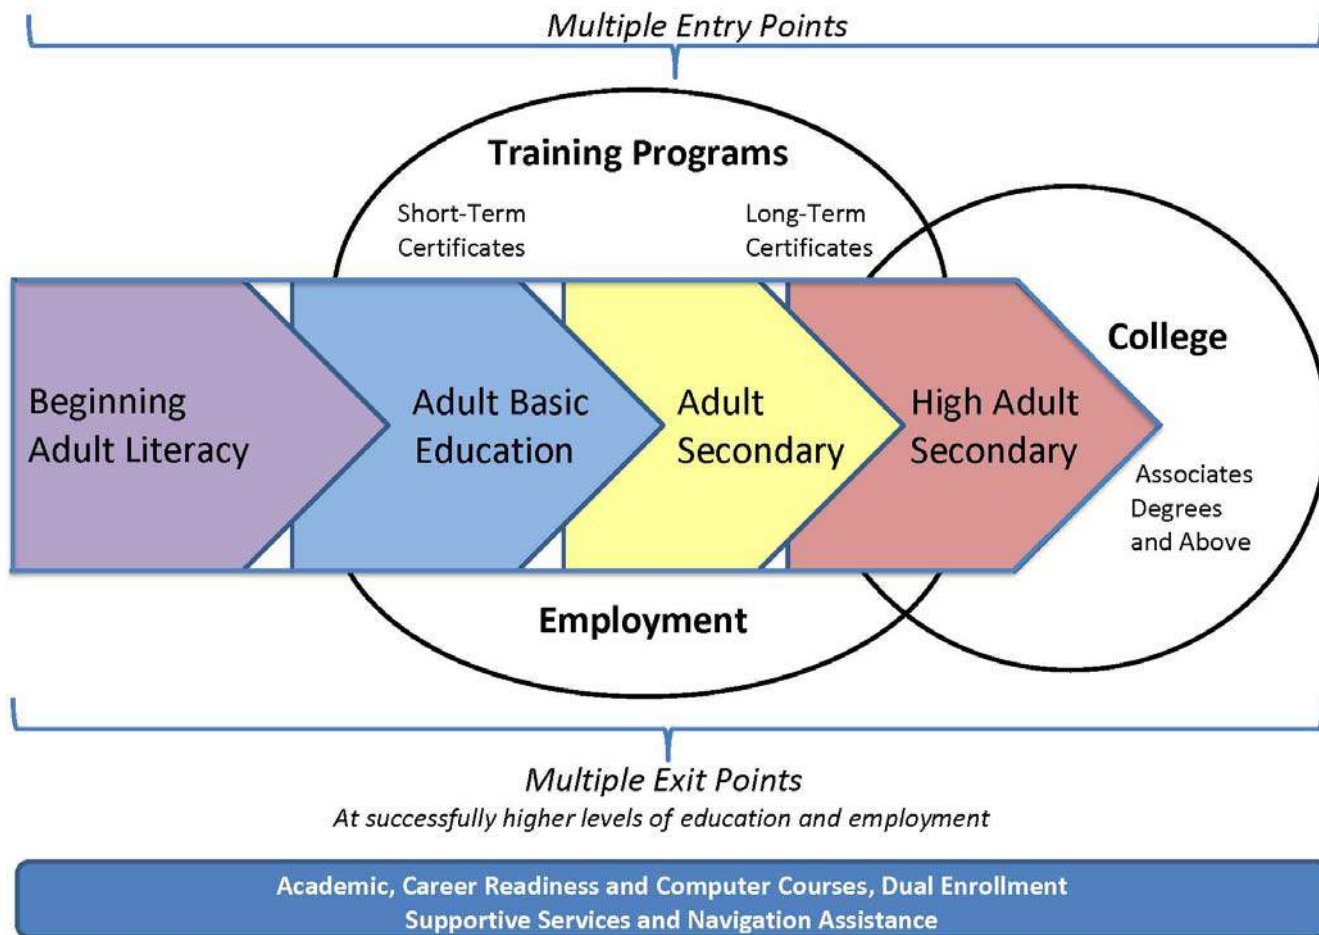 Multiple Entry Points
Training Programs
Short-Term
Certificates
Long-Term
Certificates
Beginning
Adult Literacy
Adult Basic
Education
Adult
Secondary
High Adult
Secondary
College
Associates
Degrees
and Above
Employment
Multiple Exit Points
At successfully higher levels of education and employment
Academic, Career Readiness and Computer Courses, Dual Enrollment
Supportive Services and Navigation Assistance